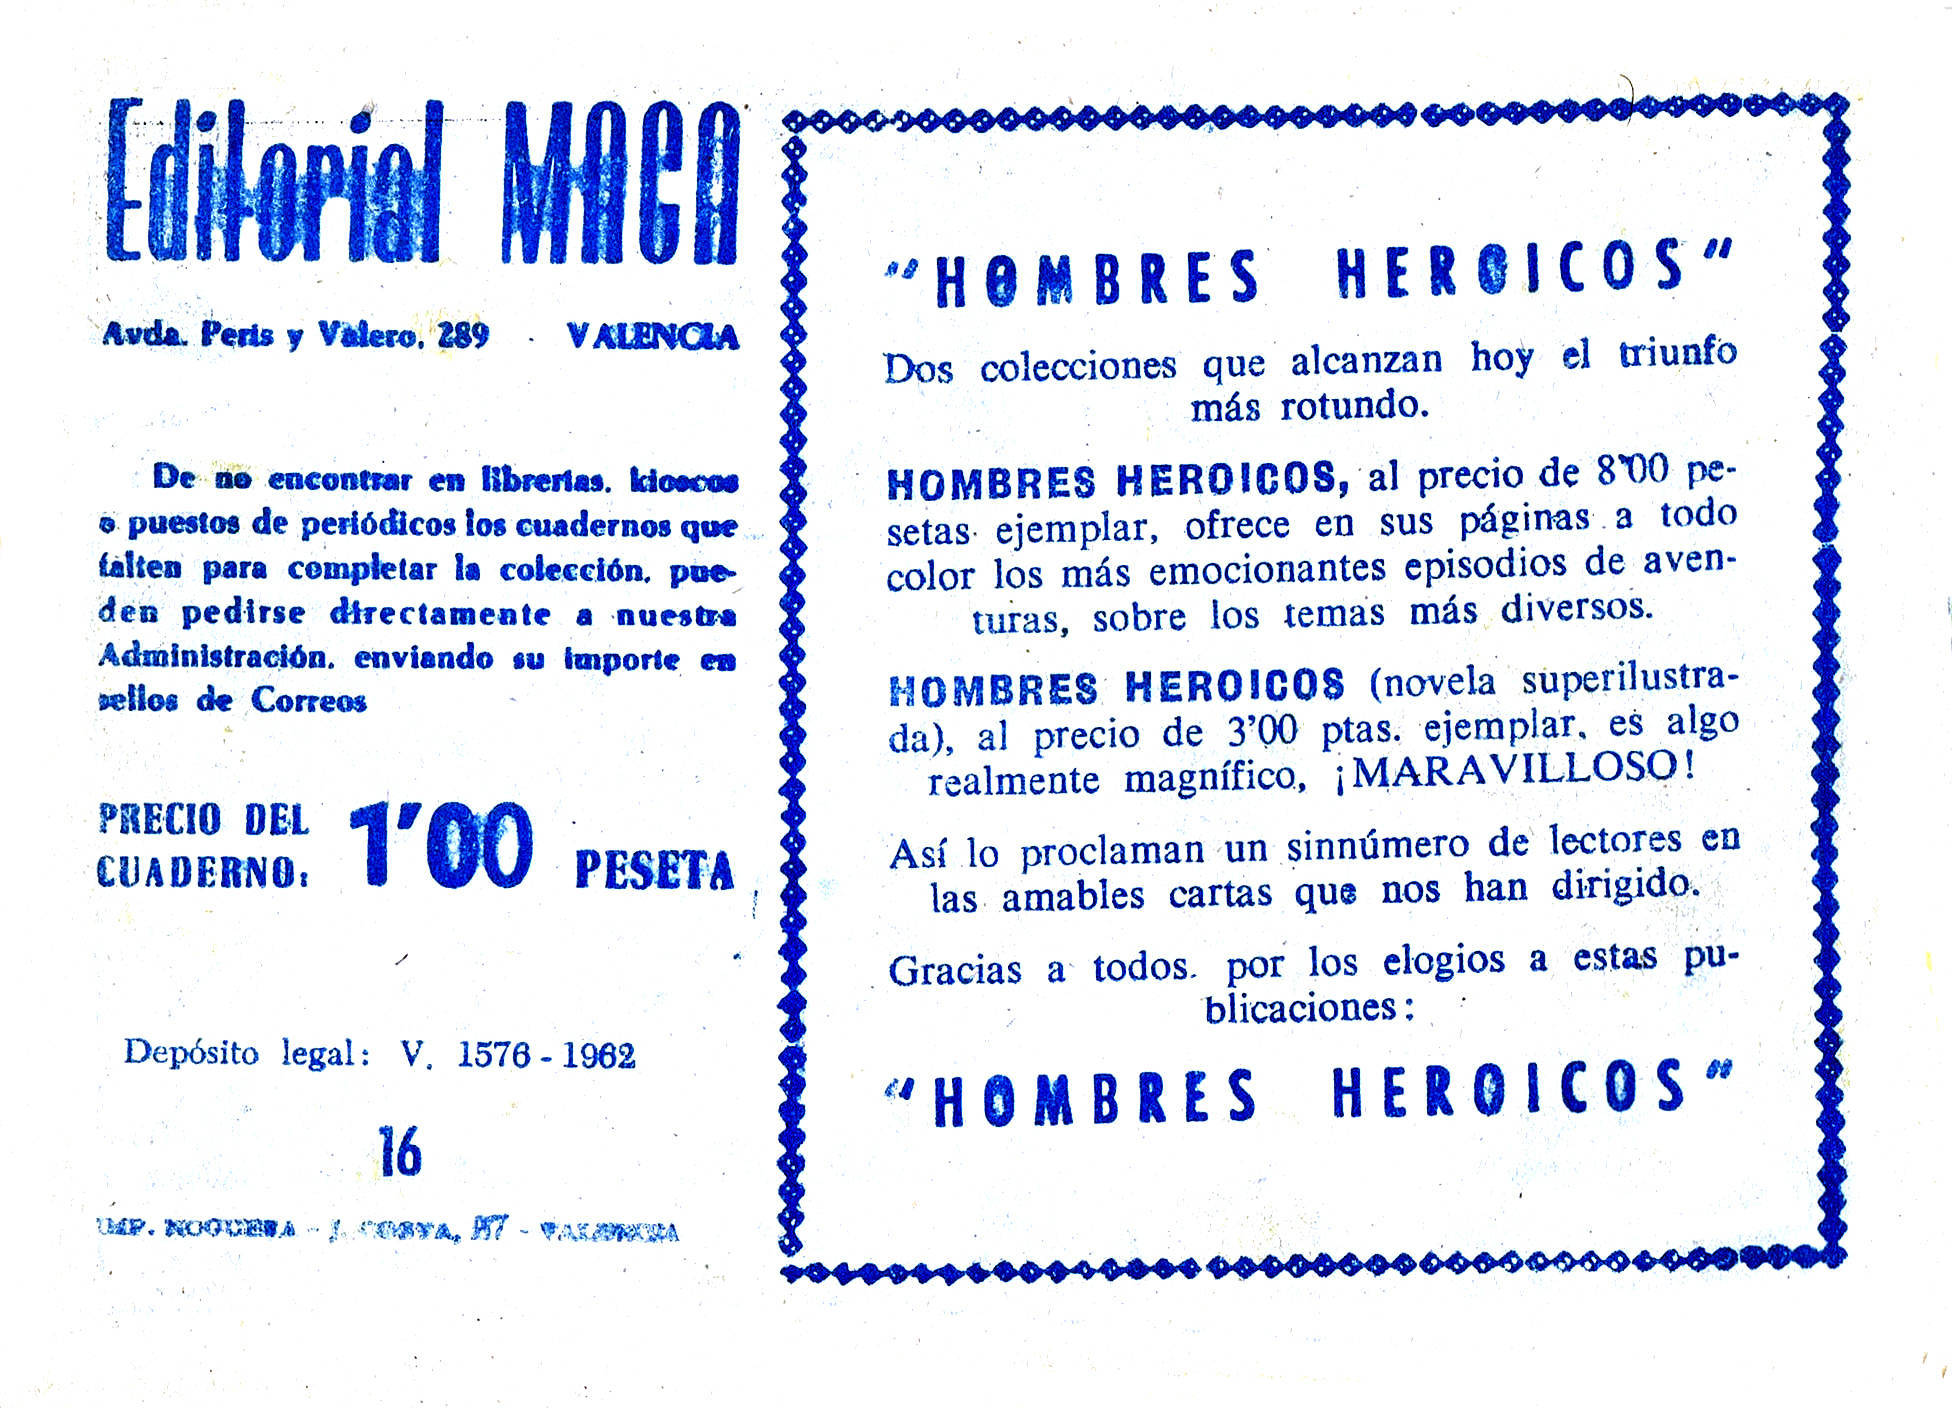 Editorial MAGA
Avda. Peris y Valero, 289 - VALENCIA
De no encontrar en librerías, kioscos
o puestos de periódicos los cuadernos que
falten para completar la colección, pue-
den pedirse directamente a nuestra
Administración, enviando su importe en
sellos de Correos
PRECIO DEL
CUADERNO: 1'00 PESETA
Depósito legal: V. 1576 - 1962
16
IMP. NOGUERA - J. COSTA, 87 - VALENCIA
"HOMBRES HEROICOS"
Dos colecciones que alcanzan hoy el triunfo
más rotundo.
HOMBRES HEROICOS, al precio de 8'00 pe-
setas ejemplar, ofrece en sus páginas a todo
color los más emocionantes episodios de aven-
turas, sobre los temas más diversos.
HOMBRES HEROICOS (novela superilustra-
da), al precio de 3'00 ptas. ejemplar, es algo
realmente magnífico, ¡MARAVILLOSO!
Así lo proclaman un sinnúmero de lectores en
las amables cartas que nos han dirigido.
Gracias a todos. por los elogios a estas pu-
blicaciones:
"HOMBRES HEROICOS"